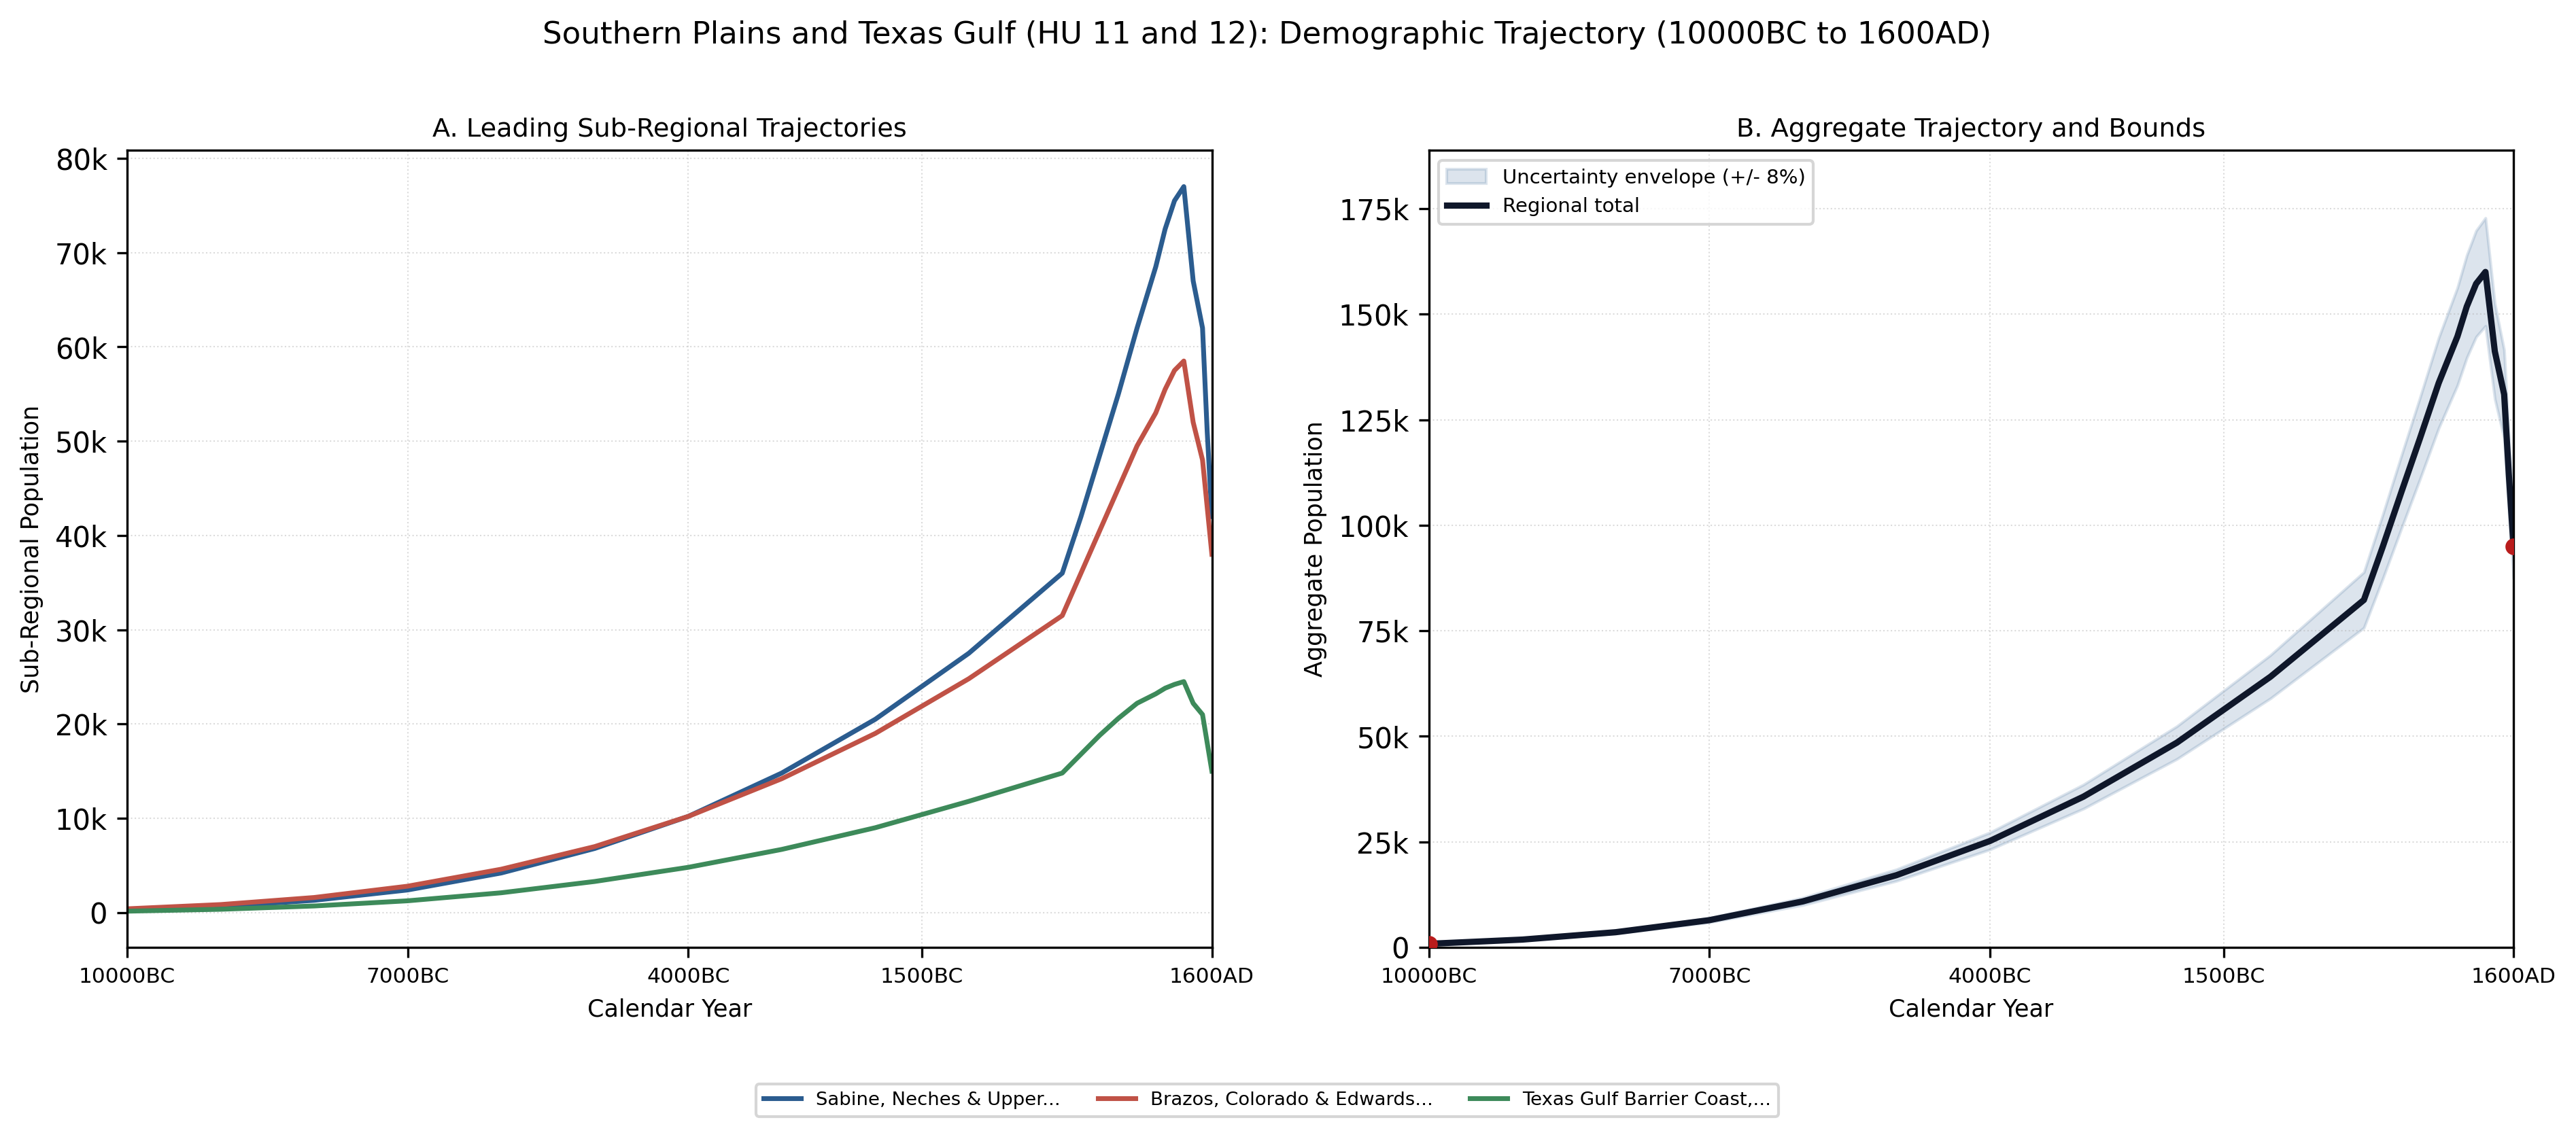 Southern Plains and Texas Gulf (HU 11 and 12): Demographic Trajectory (10000BC to 1600AD)
A. Leading Sub-Regional Trajectories
Sub-Regional Population
80k
70k
60k
50k
40k
30k
20k
10k
0
10000BC
7000BC
4000BC
1500BC
1600AD
Calendar Year
B. Aggregate Trajectory and Bounds
Uncertainty envelope (+/- 8%)
Regional total
Aggregate Population
175k
150k
125k
100k
75k
50k
25k
0
10000BC
7000BC
4000BC
1500BC
1600AD
Calendar Year
Sabine, Neches & Upper...
Brazos, Colorado & Edwards...
Texas Gulf Barrier Coast,...